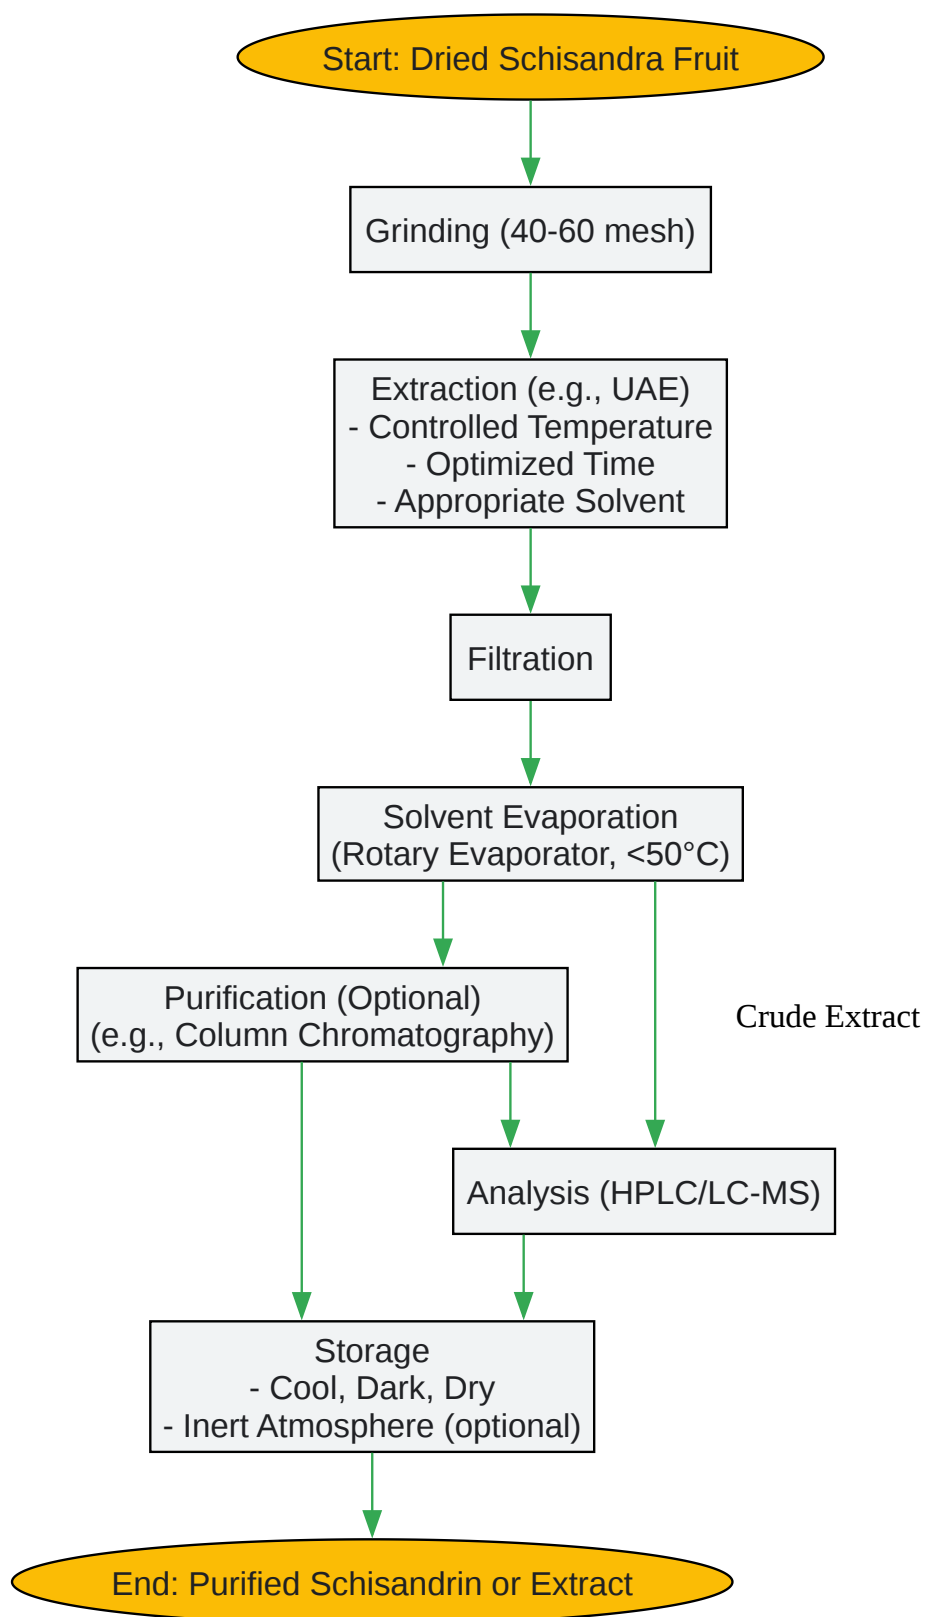 Start: Dried Schisandra Fruit
Grinding (40-60 mesh)
Extraction (e.g., UAE)
- Controlled Temperature
- Optimized Time
- Appropriate Solvent
Filtration
Solvent Evaporation
(Rotary Evaporator, <50°C)
Purification (Optional)
(e.g., Column Chromatography)
Crude Extract
Analysis (HPLC/LC-MS)
Storage
- Cool, Dark, Dry
- Inert Atmosphere (optional)
End: Purified Schisandrin or Extract